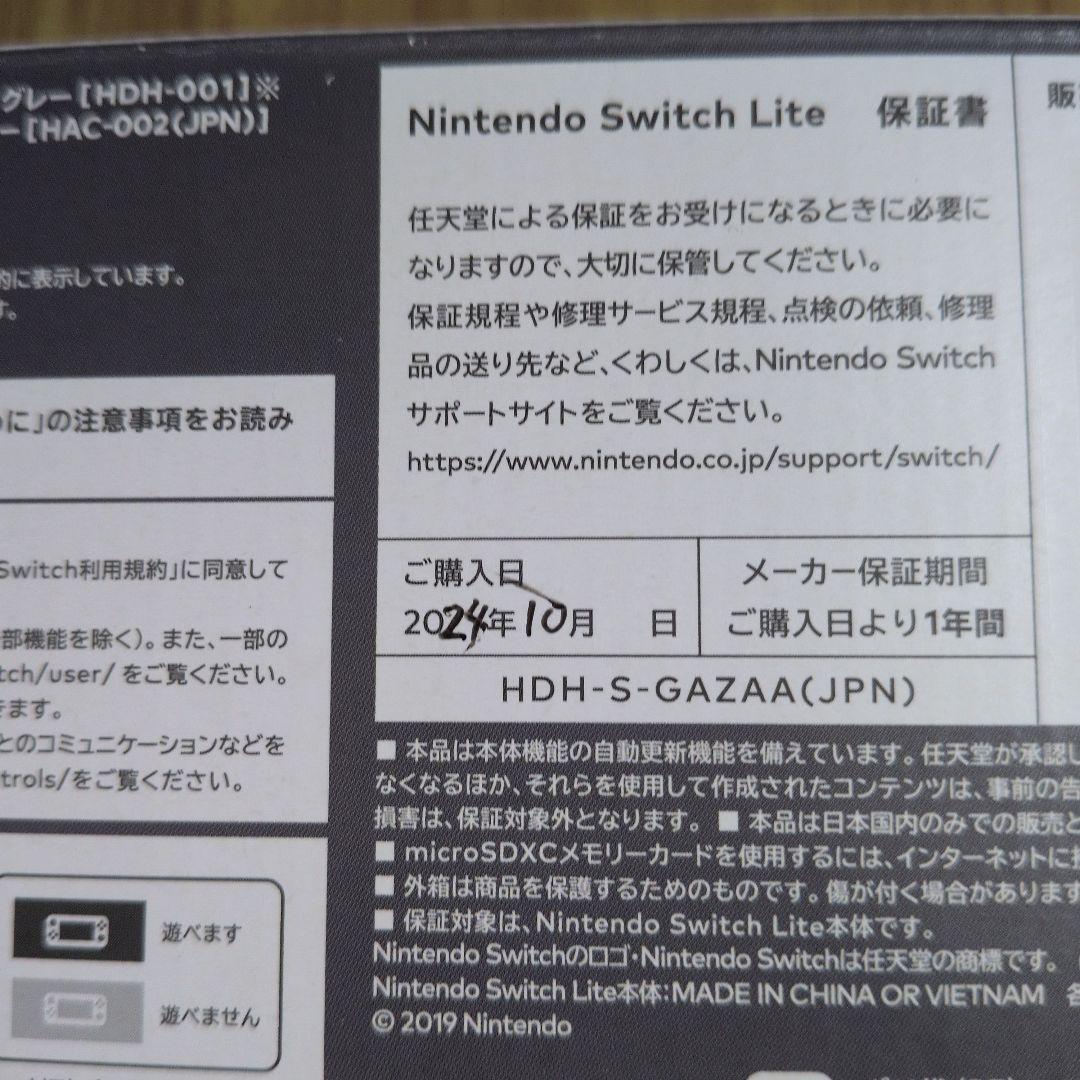 グレー[HDH-001]※
ー[HAC-002(JPN)]
的に表示しています。
す。
に」の注意事項をお読み
Switch利用規約」に同意して
部機能を除く）。また、一部の
tch/user/ をご覧ください。
きます。
とのコミュニケーションなどを
trols/をご覧ください。
遊べます
遊べません
Nintendo Switch Lite 保証書
任天堂による保証をお受けになるときに必要に
なりますので、大切に保管してください。
保証規程や修理サービス規程、点検の依頼、修理
品の送り先など、くわしくは、Nintendo Switch
サポートサイトをご覧ください。
https://www.nintendo.co.jp/support/switch/
ご購入日
2024年10月 日
メーカー保証期間
ご購入日より1年間
HDH-S-GAZAA(JPN)
■ 本品は本体機能の自動更新機能を備えています。任天堂が承認し
なくなるほか、それらを使用して作成されたコンテンツは、事前の告
損害は、保証対象外となります。 ■ 本品は日本国内のみでの販売と
■ microSDXCメモリーカードを使用するには、インターネットに接
■ 外箱は商品を保護するためのものです。傷が付く場合があります
■ 保証対象は、Nintendo Switch Lite本体です。
Nintendo Switchのロゴ・Nintendo Switchは任天堂の商標です。
Nintendo Switch Lite本体:MADE IN CHINA OR VIETNAM 各
© 2019 Nintendo
販